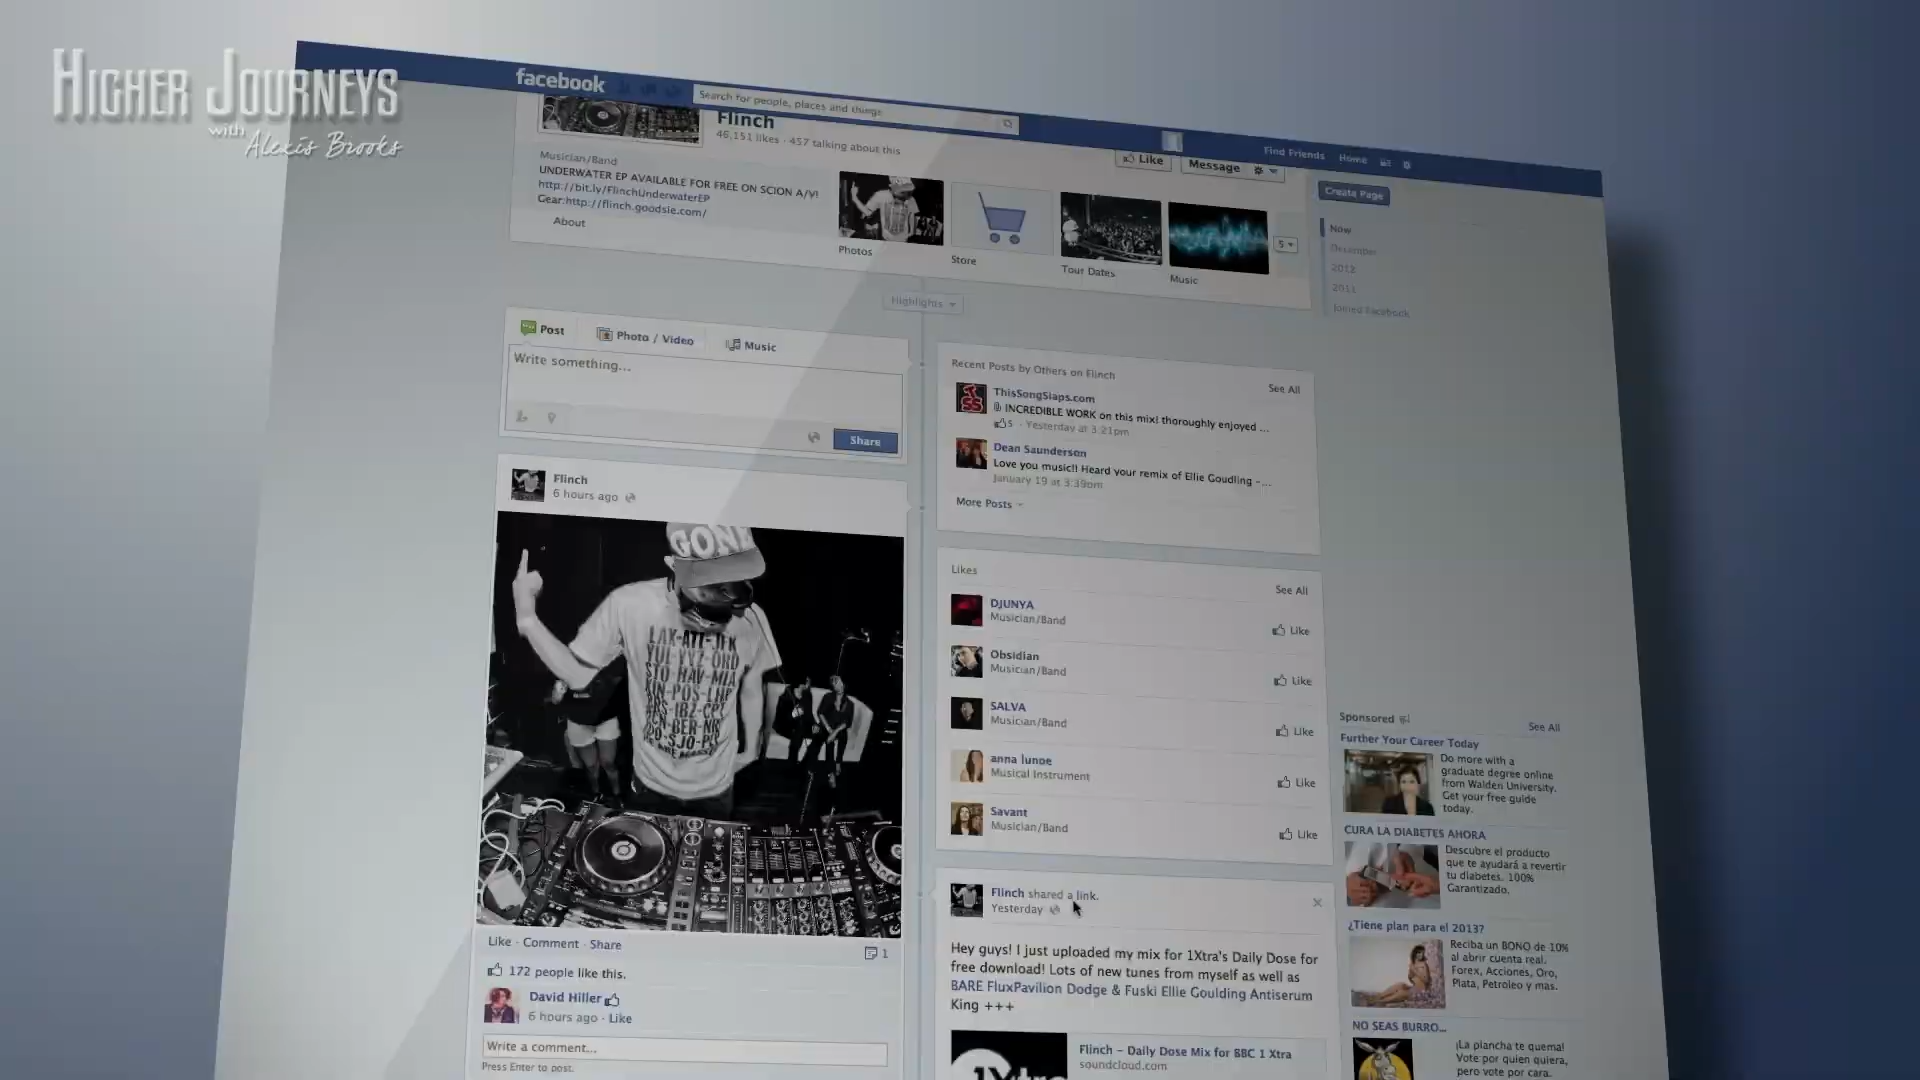 HIGHER JOURNEYS
with
Alexis Brooks
facebook
Search for people, places and things
Find Friends
Home
Flinch
46,151 likes · 457 talking about this
Like
Message
Create Page
Musician/Band
UNDERWATER EP AVAILABLE FOR FREE ON SCION A/V!
http://bit.ly/FlinchUnderwaterEP
Gear:http://flinch.goodsie.com/
About
Photos
Store
Tour Dates
Music
5
Now
December
2012
2011
Joined Facebook
Highlights
Post
Photo / Video
Music
Write something...
Share
Recent Posts by Others on Flinch
See All
ThisSongSlaps.com
INCREDIBLE WORK on this mix! thoroughly enjoyed ...
5 · Yesterday at 3:21pm
Dean Saunderson
Love you music!! Heard your remix of Ellie Goudling -...
January 19 at 3:39pm
More Posts
Flinch
6 hours ago
GONE
LAX-ATL-JFK
YUL-YYZ-ORD
STO-HAV-MIA
Likes
See All
DJUNYA
Musician/Band
Like
Obsidian
Musician/Band
Like
SALVA
Musician/Band
Like
anna lunoe
Musical Instrument
Like
Savant
Musician/Band
Like
Like · Comment · Share
1
172 people like this.
David Hiller
6 hours ago · Like
Write a comment...
Press Enter to post.
Flinch shared a link.
Yesterday
Hey guys! I just uploaded my mix for 1Xtra's Daily Dose for
free download! Lots of new tunes from myself as well as
BARE FluxPavilion Dodge & Fuski Ellie Goulding Antiserum
King +++
1Xtra
Flinch - Daily Dose Mix for BBC 1 Xtra
soundcloud.com
Sponsored
See All
Further Your Career Today
Do more with a
graduate degree online
from Walden University.
Get your free guide
today.
CURA LA DIABETES AHORA
Descubre el producto
que te ayudará a revertir
tu diabetes. 100%
Garantizado.
¿Tiene plan para el 2013?
Reciba un BONO de 10%
al abrir cuenta real.
Forex, Acciones, Oro,
Plata, Petroleo y mas.
NO SEAS BURRO...
¡La plancha te quema!
Vote por quien quiera,
pero vote por cara.